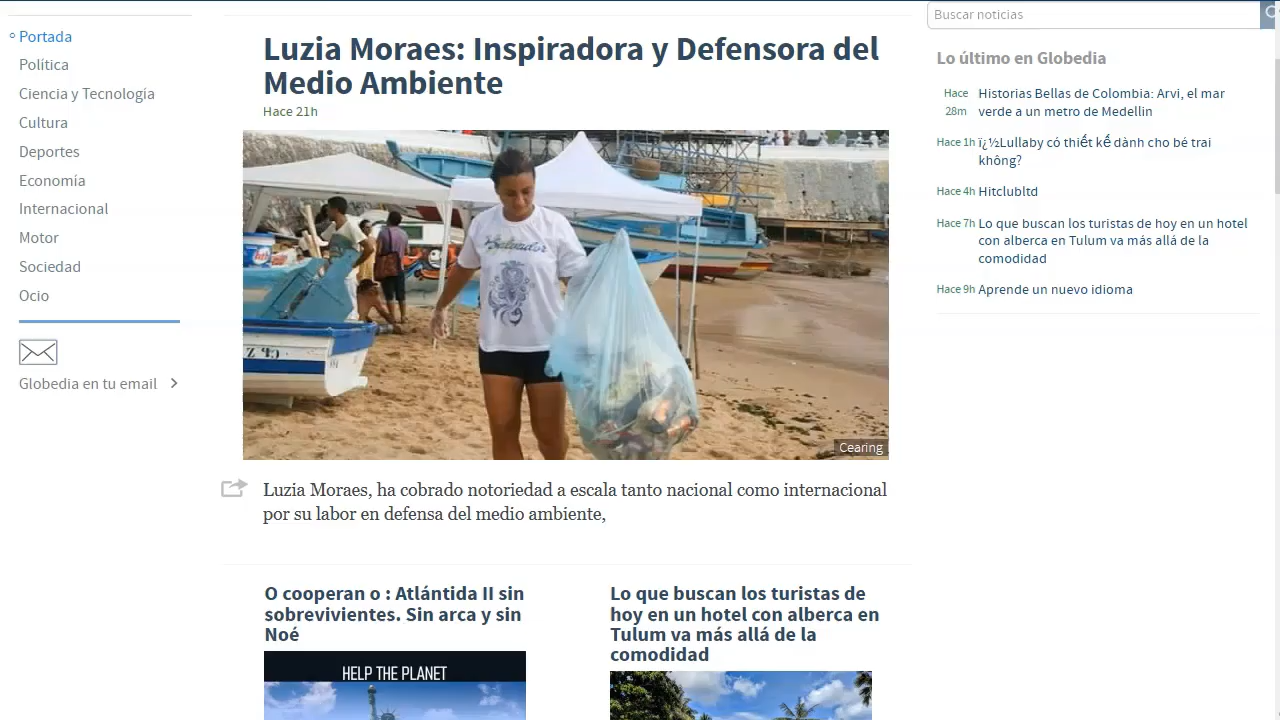 Portada
Política
Ciencia y Tecnología
Cultura
Deportes
Economía
Internacional
Motor
Sociedad
Ocio
Globedia en tu email
Luzia Moraes: Inspiradora y Defensora del
Medio Ambiente
Hace 21h
Salvador
Cearing
Luzia Moraes, ha cobrado notoriedad a escala tanto nacional como internacional
por su labor en defensa del medio ambiente,
O cooperan o : Atlántida II sin
sobrevivientes. Sin arca y sin
Noé
HELP THE PLANET
Lo que buscan los turistas de
hoy en un hotel con alberca en
Tulum va más allá de la
comodidad
Buscar noticias
Lo último en Globedia
Hace 28m
Historias Bellas de Colombia: Arvi, el mar
verde a un metro de Medellin
Hace 1h ï¿½Lullaby có thiết kế dành cho bé trai
không?
Hace 4h Hitclubltd
Hace 7h Lo que buscan los turistas de hoy en un hotel
con alberca en Tulum va más allá de la
comodidad
Hace 9h Aprende un nuevo idioma